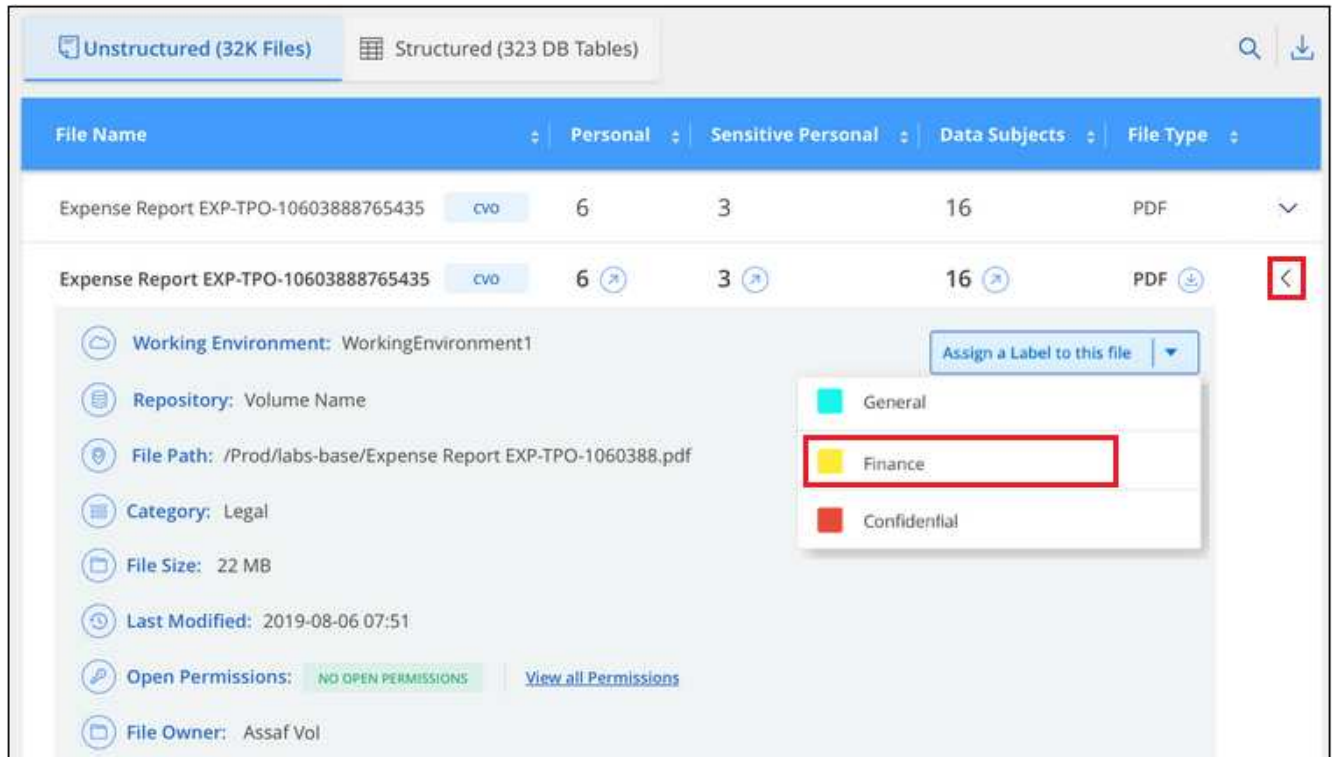 Unstructured (32K Files) Structured (323 DB Tables)
File Name Personal Sensitive Personal Data Subjects File Type
Expense Report EXP-TPO-10603888765435 CVO 6 3 16 PDF
Expense Report EXP-TPO-10603888765435 CVO 6 3 16 PDF
Working Environment: WorkingEnvironment1
Assign a Label to this file
Repository: Volume Name
General
File Path: /Prod/labs-base/Expense Report EXP-TPO-1060388.pdf
Finance
Category: Legal
Confidential
File Size: 22 MB
Last Modified: 2019-08-06 07:51
Open Permissions: NO OPEN PERMISSIONS View all Permissions
File Owner: Assaf Vol